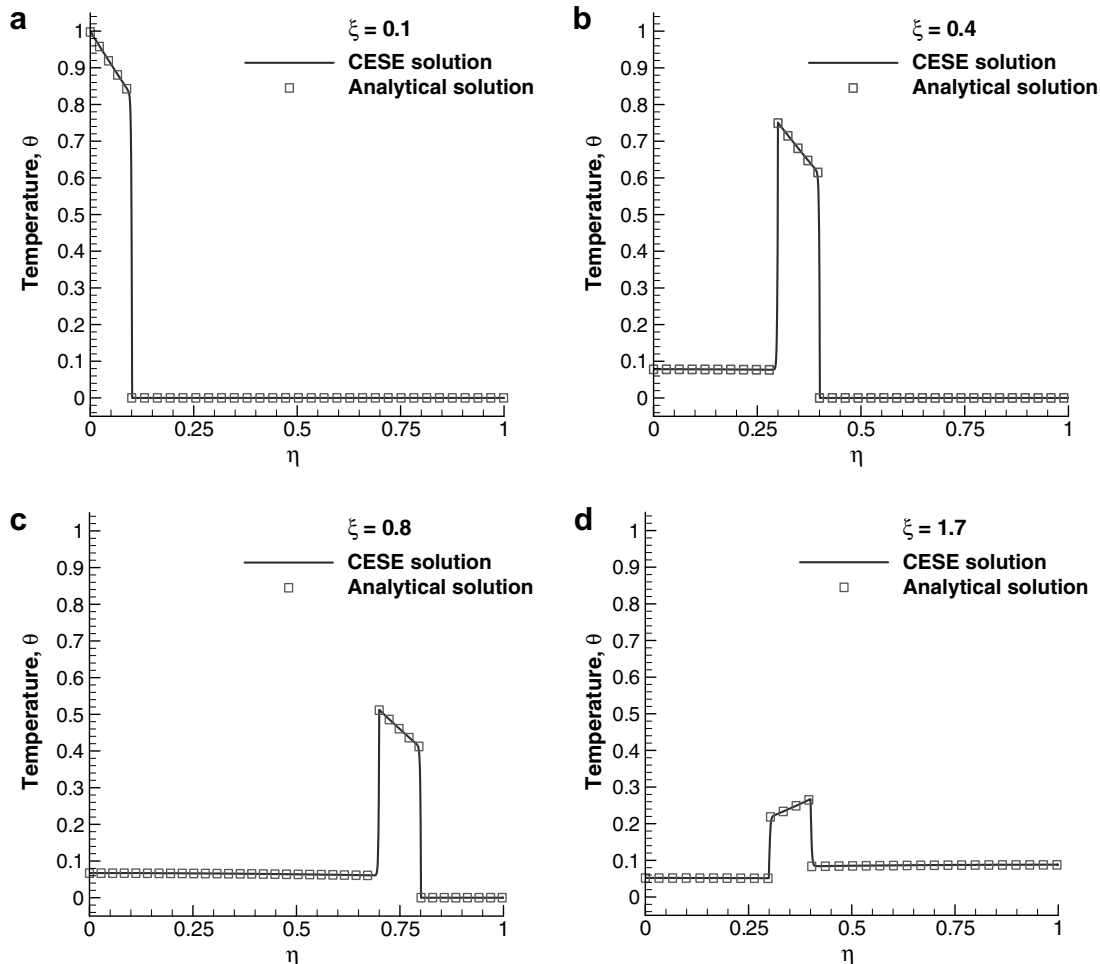 a
ξ = 0.1
CESE solution
Analytical solution
Temperature, θ
1
0.9
0.8
0.7
0.6
0.5
0.4
0.3
0.2
0.1
0
0 0.25 0.5 0.75 1
η
b
ξ = 0.4
CESE solution
Analytical solution
Temperature, θ
1
0.9
0.8
0.7
0.6
0.5
0.4
0.3
0.2
0.1
0
0 0.25 0.5 0.75 1
η
c
ξ = 0.8
CESE solution
Analytical solution
Temperature, θ
1
0.9
0.8
0.7
0.6
0.5
0.4
0.3
0.2
0.1
0
0 0.25 0.5 0.75 1
η
d
ξ = 1.7
CESE solution
Analytical solution
Temperature, θ
1
0.9
0.8
0.7
0.6
0.5
0.4
0.3
0.2
0.1
0
0 0.25 0.5 0.75 1
η